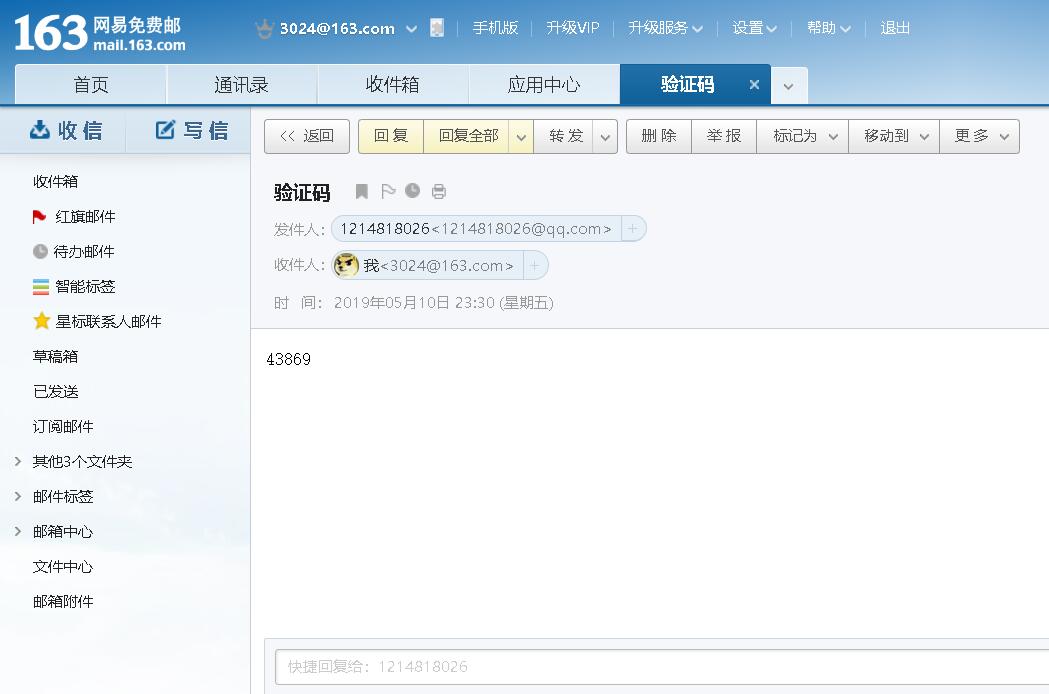 163 网易免费邮 mail.163.com
3024@163.com 手机版 升级VIP 升级服务 设置 帮助 退出
首页 通讯录 收件箱 应用中心 验证码 ×
收信 写信
<< 返回 回复 回复全部 转发 删除 举报 标记为 移动到 更多
收件箱
红旗邮件
待办邮件
智能标签
星标联系人邮件
草稿箱
已发送
订阅邮件
其他3个文件夹
邮件标签
邮箱中心
文件中心
邮箱附件
验证码
发件人: 1214818026<1214818026@qq.com> +
收件人: 我<3024@163.com> +
时 间: 2019年05月10日 23:30 (星期五)
43869
快捷回复给: 1214818026